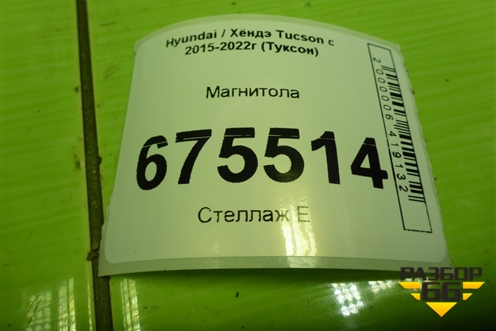 Hyundai / Хёндэ Tucson с
2015-2022г (Туксон)
Магнитола
675514
Стеллаж Е
2000006419132
РАЗБОР
66